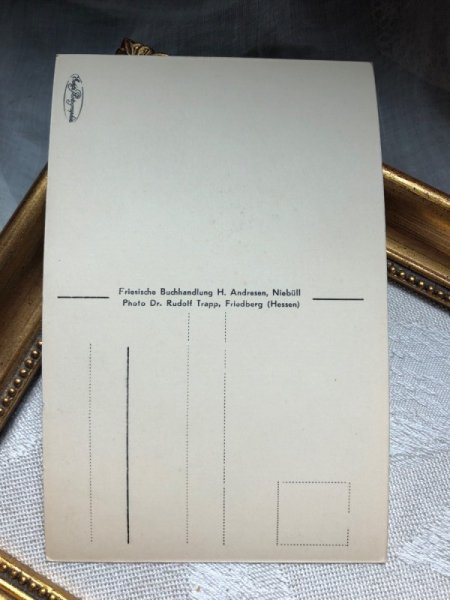 Friesische Buchhandlung H. Andresen, Niebüll
Photo Dr. Rudolf Trapp, Friedberg (Hessen)